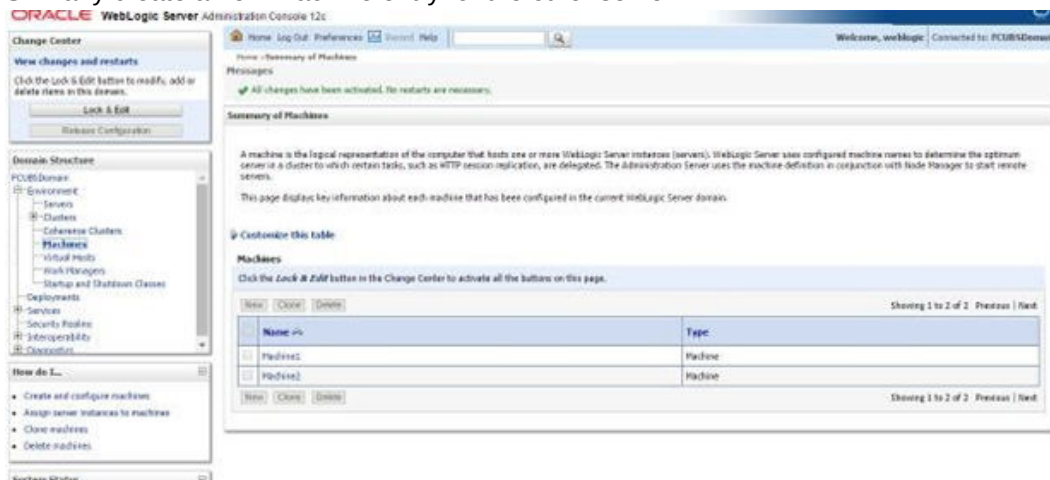 ORACLE WebLogic Server Administration Console 12c
Change Center
View changes and restarts
Click the Lock & Edit button to modify, add or
delete items in this domain.
Lock & Edit
Release Configuration
Domain Structure
FCUBSDomain
Environment
Servers
Clusters
Coherence Clusters
Machines
Virtual Hosts
Work Managers
Startup and Shutdown Classes
Deployments
Services
Security Realms
Interoperability
Diagnostics
How do I...
Create and configure machines
Assign server instances to machines
Clone machines
Delete machines
System Status
Home Log Out Preferences Record Help
Welcome, weblogic Connected to: FCUBSDomain
Home >Summary of Machines
Messages
All changes have been activated. No restarts are necessary.
Summary of Machines
A machine is the logical representation of the computer that hosts one or more WebLogic Server instances (servers). WebLogic Server uses configured machine names to determine the optimum
server in a cluster to which certain tasks, such as HTTP session replication, are delegated. The Administration Server uses the machine definition in conjunction with Node Manager to start remote
servers.
This page displays key information about each machine that has been configured in the current WebLogic Server domain.
Customize this table
Machines
Click the Lock & Edit button in the Change Center to activate all the buttons on this page.
New Clone Delete
Showing 1 to 2 of 2 Previous | Next
Name Type
Machine1 Machine
Machine2 Machine
New Clone Delete
Showing 1 to 2 of 2 Previous | Next